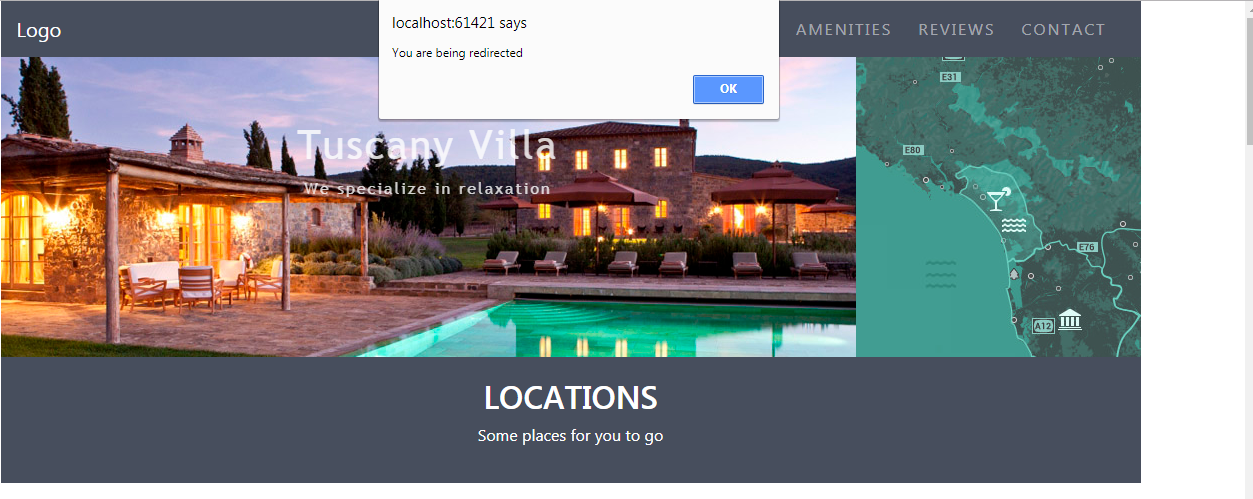 Logo
localhost:61421 says
You are being redirected
OK
AMENITIES
REVIEWS
CONTACT
Tuscany Villa
We specialize in relaxation
E31
E80
E76
A12
LOCATIONS
Some places for you to go